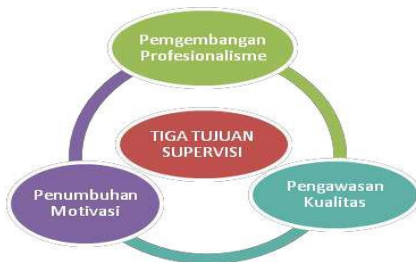 Pemgembangan
Profesionalisme
TIGA TUJUAN
SUPERVISI
Penumbuhan
Motivasi
Pengawasan
Kualitas